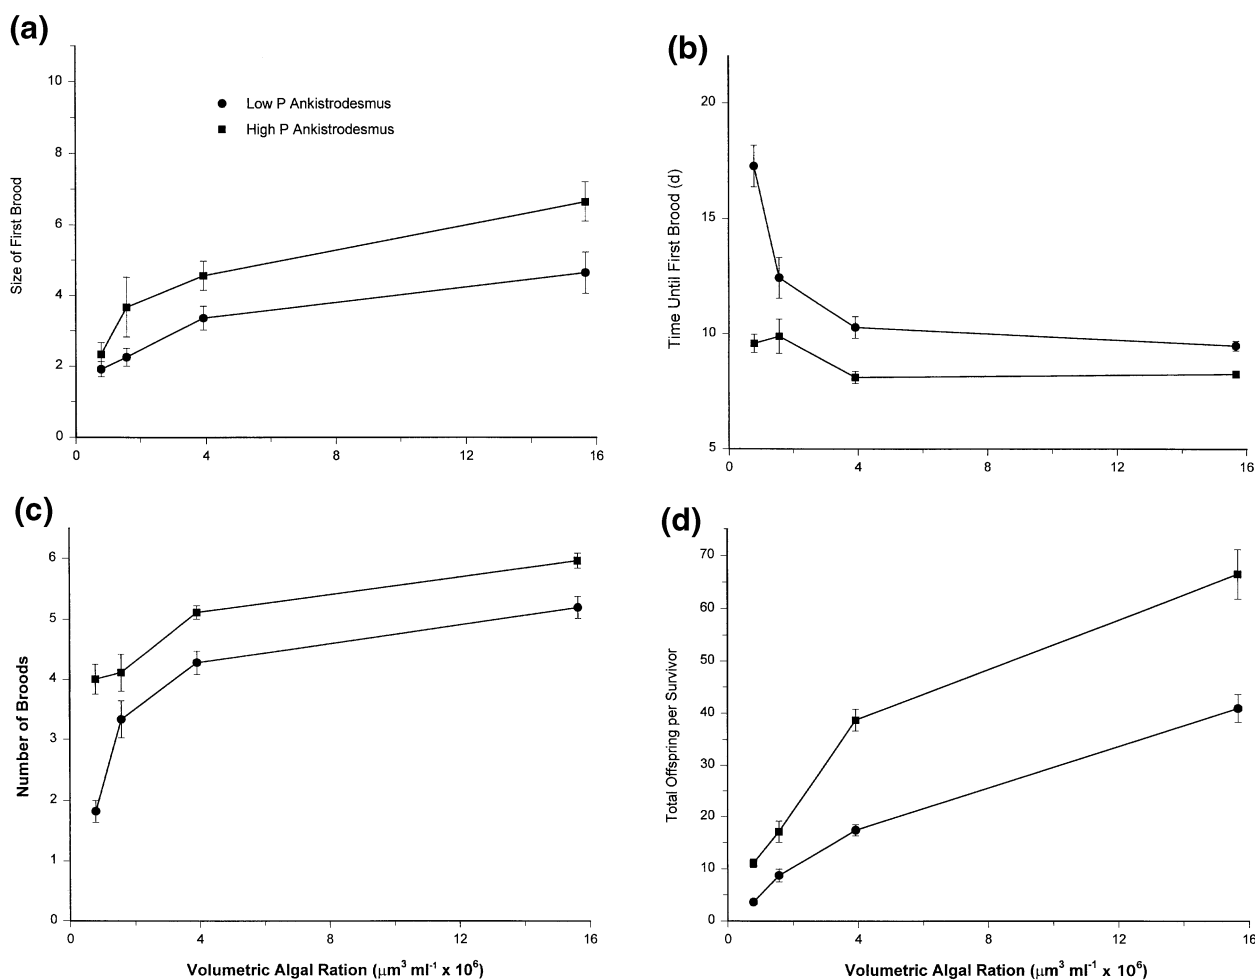 (a)
10
8
6
4
2
0
Size of First Brood
Low P Ankistrodesmus
High P Ankistrodesmus
0 4 8 12 16
(b)
20
15
10
5
Time Until First Brood (d)
0 4 8 12 16
(c)
6
5
4
3
2
1
0
Number of Broods
0 4 8 12 16
Volumetric Algal Ration (μm³ ml⁻¹ x 10⁶)
(d)
70
60
50
40
30
20
10
0
Total Offspring per Survivor
0 4 8 12 16
Volumetric Algal Ration (μm³ ml⁻¹ x 10⁶)